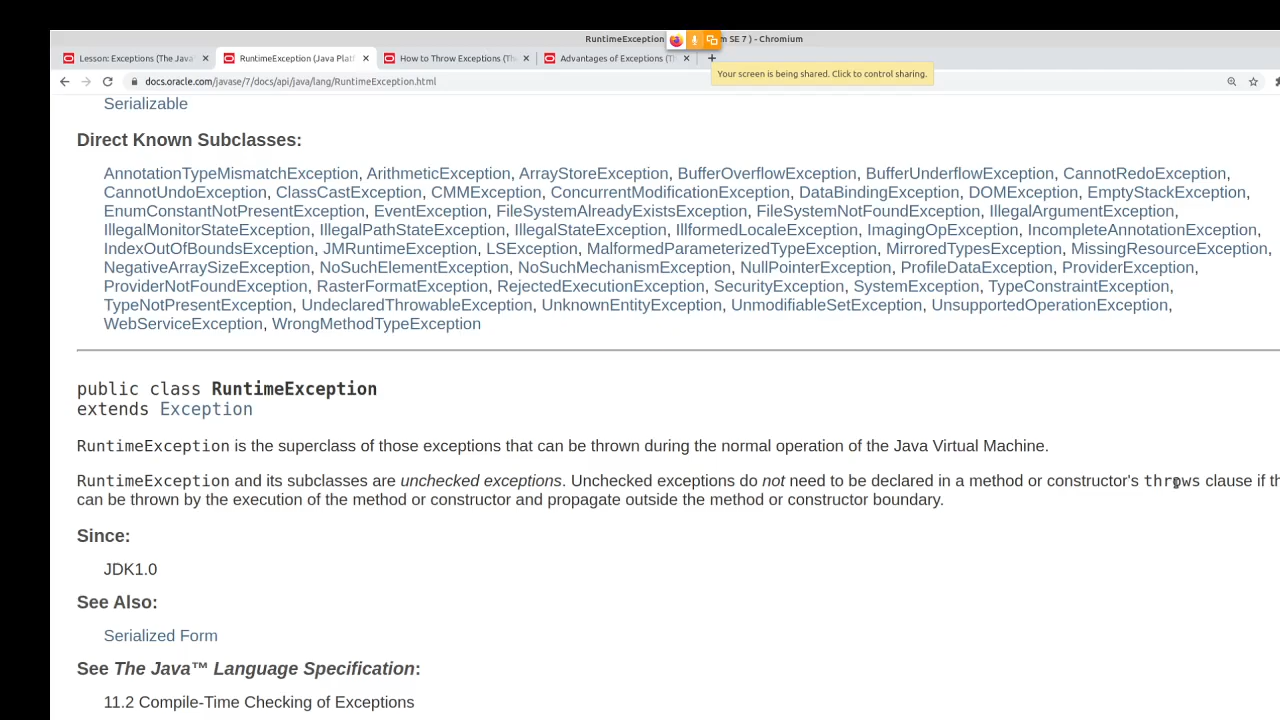 RuntimeException m SE 7 ) - Chromium
Lesson: Exceptions (The Java RuntimeException (Java Platf How to Throw Exceptions (Th Advantages of Exceptions (Th
Your screen is being shared. Click to control sharing.
docs.oracle.com/javase/7/docs/api/java/lang/RuntimeException.html
Serializable
Direct Known Subclasses:
AnnotationTypeMismatchException, ArithmeticException, ArrayStoreException, BufferOverflowException, BufferUnderflowException, CannotRedoException,
CannotUndoException, ClassCastException, CMMException, ConcurrentModificationException, DataBindingException, DOMException, EmptyStackException,
EnumConstantNotPresentException, EventException, FileSystemAlreadyExistsException, FileSystemNotFoundException, IllegalArgumentException,
IllegalMonitorStateException, IllegalPathStateException, IllegalStateException, IllformedLocaleException, ImagingOpException, IncompleteAnnotationException,
IndexOutOfBoundsException, JMRuntimeException, LSException, MalformedParameterizedTypeException, MirroredTypesException, MissingResourceException,
NegativeArraySizeException, NoSuchElementException, NoSuchMechanismException, NullPointerException, ProfileDataException, ProviderException,
ProviderNotFoundException, RasterFormatException, RejectedExecutionException, SecurityException, SystemException, TypeConstraintException,
TypeNotPresentException, UndeclaredThrowableException, UnknownEntityException, UnmodifiableSetException, UnsupportedOperationException,
WebServiceException, WrongMethodTypeException
public class RuntimeException
extends Exception
RuntimeException is the superclass of those exceptions that can be thrown during the normal operation of the Java Virtual Machine.
RuntimeException and its subclasses are unchecked exceptions. Unchecked exceptions do not need to be declared in a method or constructor's throws clause if th
can be thrown by the execution of the method or constructor and propagate outside the method or constructor boundary.
Since:
JDK1.0
See Also:
Serialized Form
See The Java™ Language Specification:
11.2 Compile-Time Checking of Exceptions